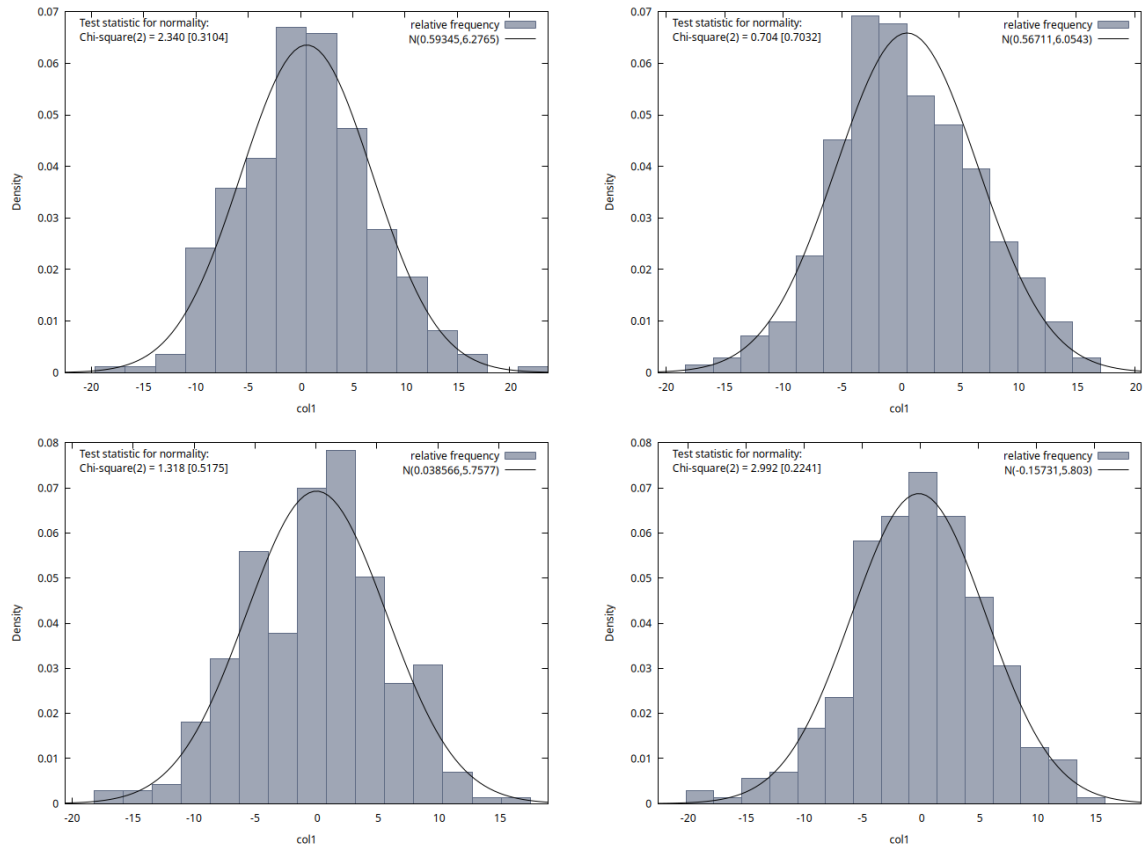 Test statistic for normality:
Chi-square(2) = 2.340 [0.3104]
relative frequency
N(0.59345,6.2765)
0.07
0.06
0.05
0.04
0.03
0.02
0.01
0
Density
-20 -15 -10 -5 0 5 10 15 20
col1
Test statistic for normality:
Chi-square(2) = 0.704 [0.7032]
relative frequency
N(0.56711,6.0543)
0.07
0.06
0.05
0.04
0.03
0.02
0.01
0
Density
-20 -15 -10 -5 0 5 10 15 20
col1
Test statistic for normality:
Chi-square(2) = 1.318 [0.5175]
relative frequency
N(0.038566,5.7577)
0.08
0.07
0.06
0.05
0.04
0.03
0.02
0.01
0
Density
-20 -15 -10 -5 0 5 10 15
col1
Test statistic for normality:
Chi-square(2) = 2.992 [0.2241]
relative frequency
N(-0.15731,5.803)
0.08
0.07
0.06
0.05
0.04
0.03
0.02
0.01
0
Density
-20 -15 -10 -5 0 5 10 15
col1